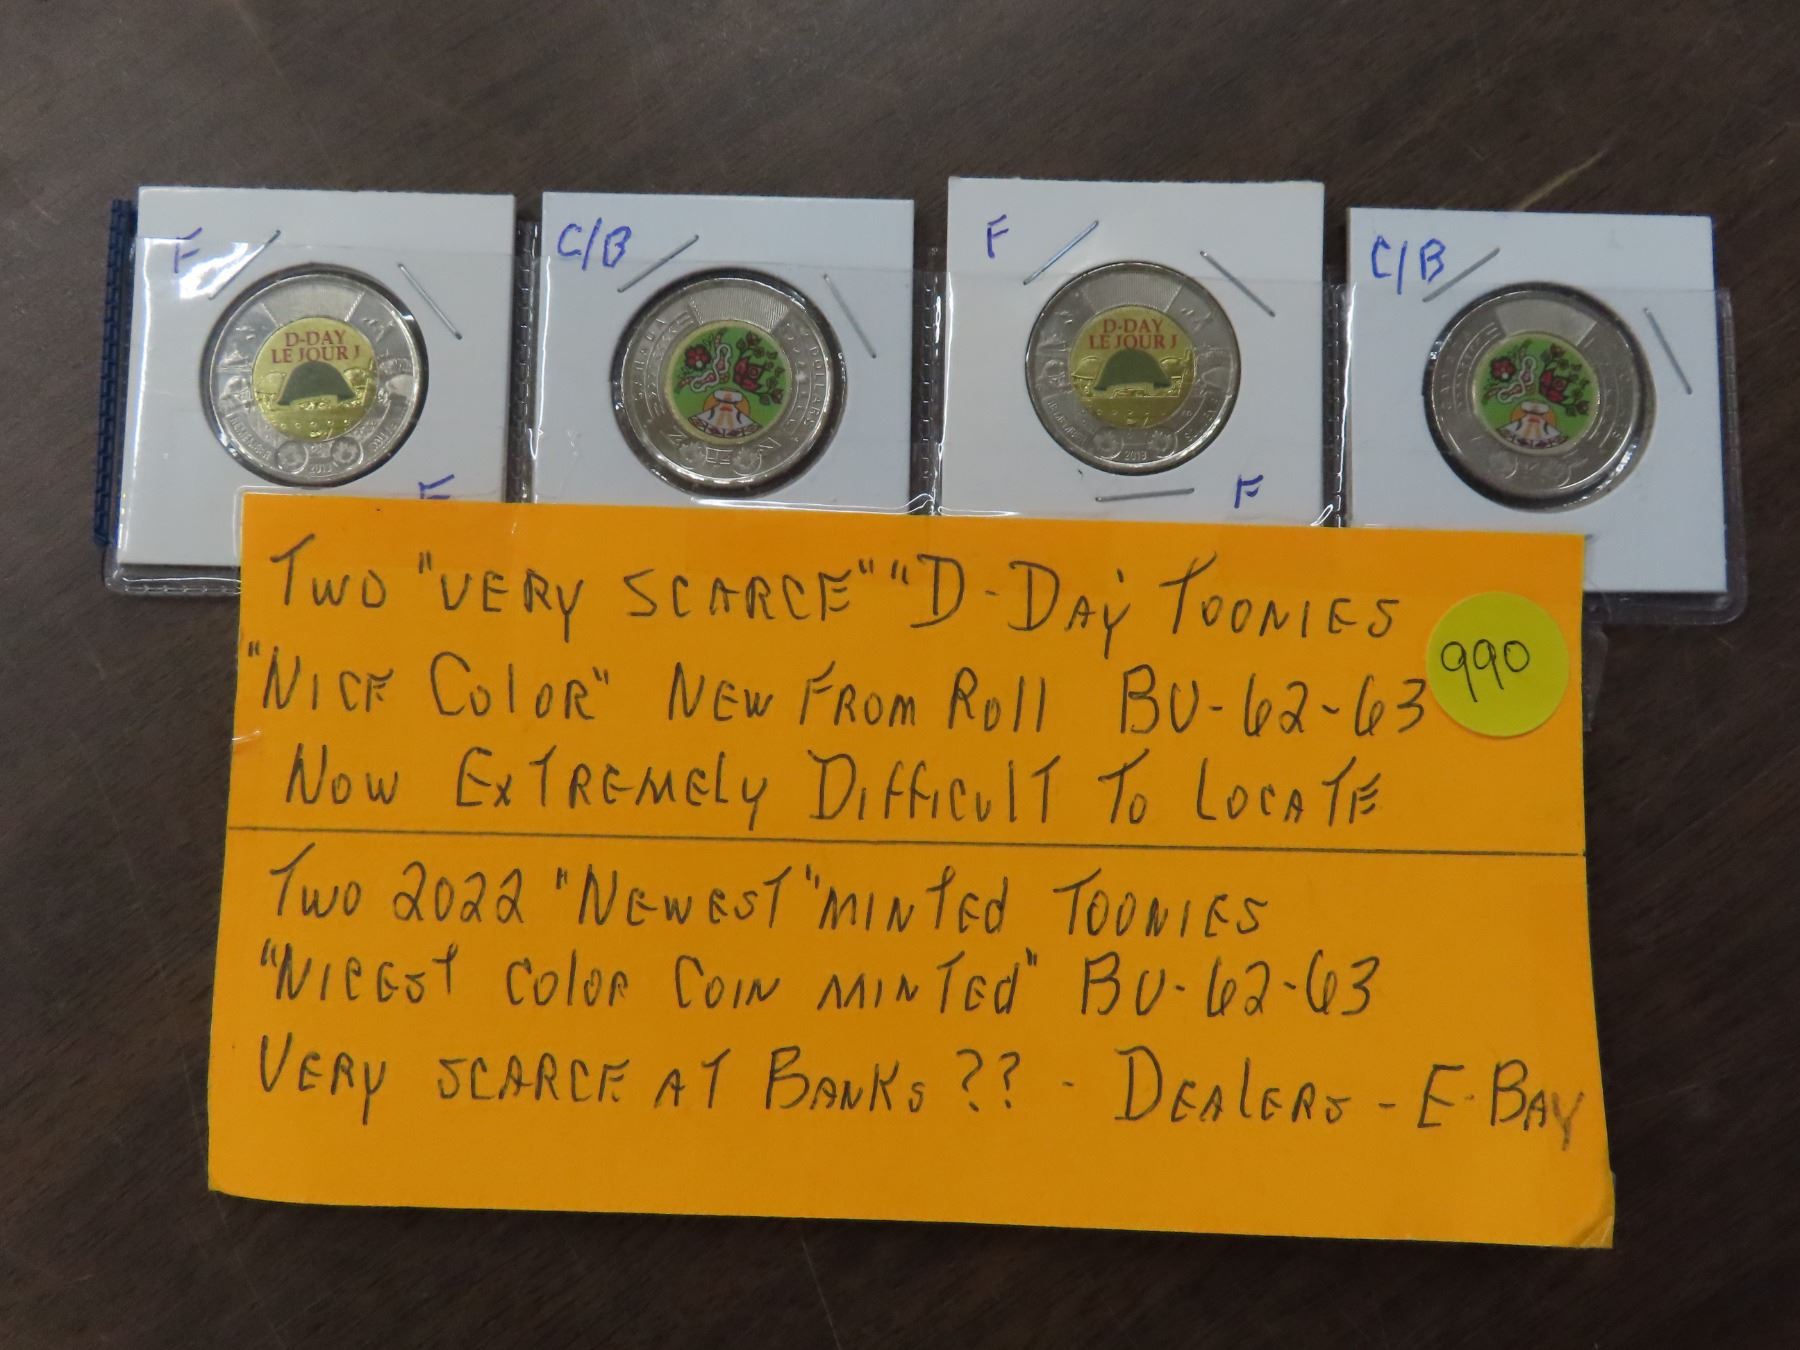 F
C/B
F
C/B
D-DAY
LE JOUR J
D-DAY
LE JOUR J
2019
2019
F
F
TWO "VERY SCARCE" "D-DAY TOONIES
"NICE COLOR" NEW FROM ROLL BU-62-63
990
NOW EXTREMELY DIFFICULT TO LOCATE
TWO 2022 "NEWEST" MINTED TOONIES
"NICEST COLOR COIN MINTED" BU-62-63
VERY SCARCE AT BANKS ?? - DEALERS - E-BAY